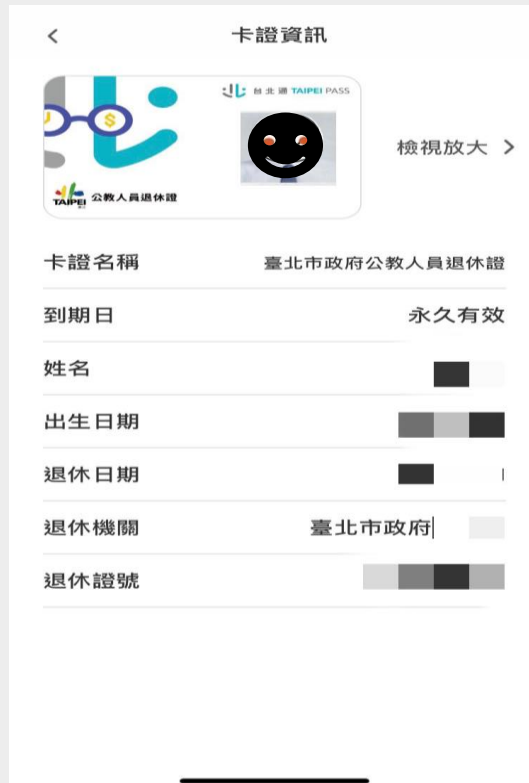 卡證資訊
台北通 TAIPEI PASS
$
TAIPEI 公教人員退休證
檢視放大
卡證名稱 臺北市政府公教人員退休證
到期日 永久有效
姓名
出生日期
退休日期
退休機關 臺北市政府
退休證號